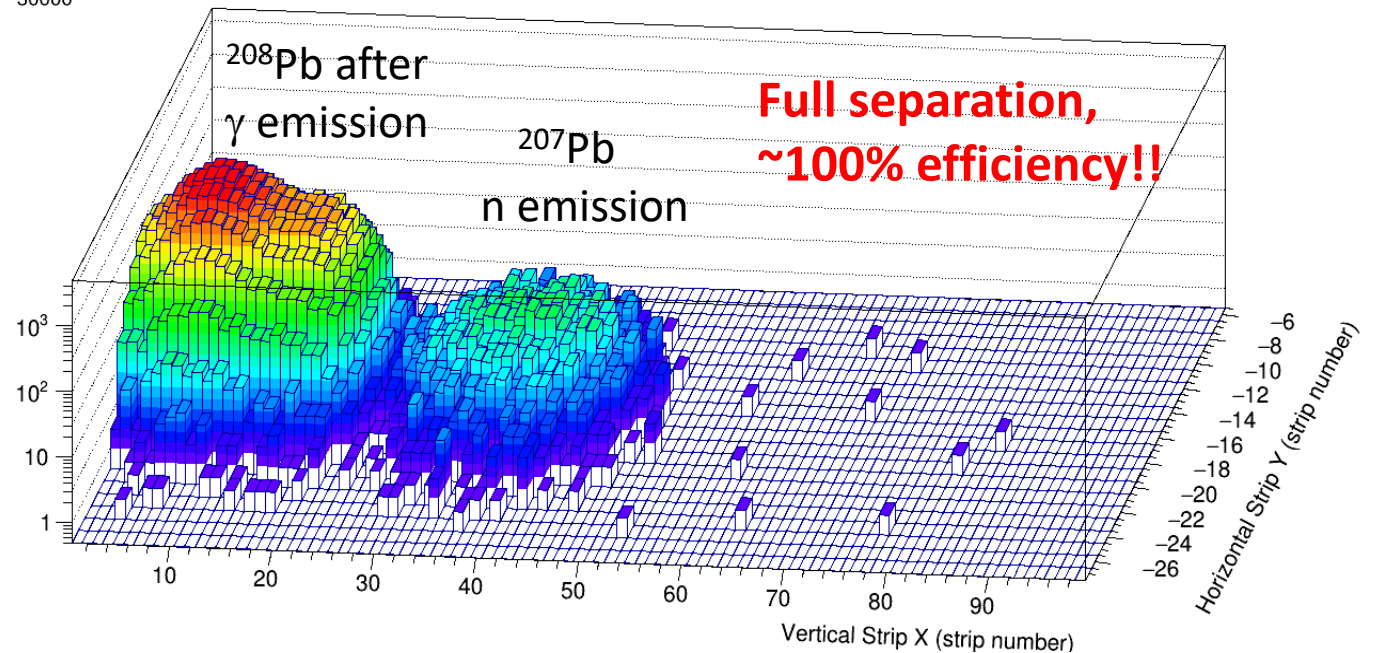 ²⁰⁸Pb after
γ emission
²⁰⁷Pb
n emission
Full separation,
~100% efficiency!!
10³
10²
10
1
10 20 30 40 50 60 70 80 90
Vertical Strip X (strip number)
−6
−8
−10
−12
−14
−16
−18
−20
−22
−24
−26
Horizontal Strip Y (strip number)